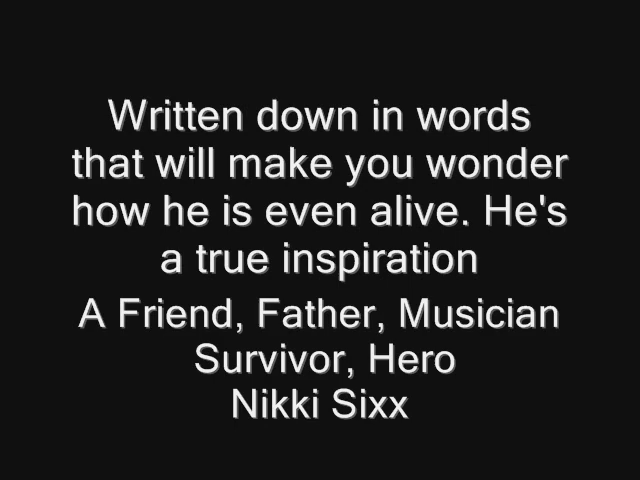 Written down in words
that will make you wonder
how he is even alive. He's
a true inspiration
A Friend, Father, Musician
Survivor, Hero
Nikki Sixx